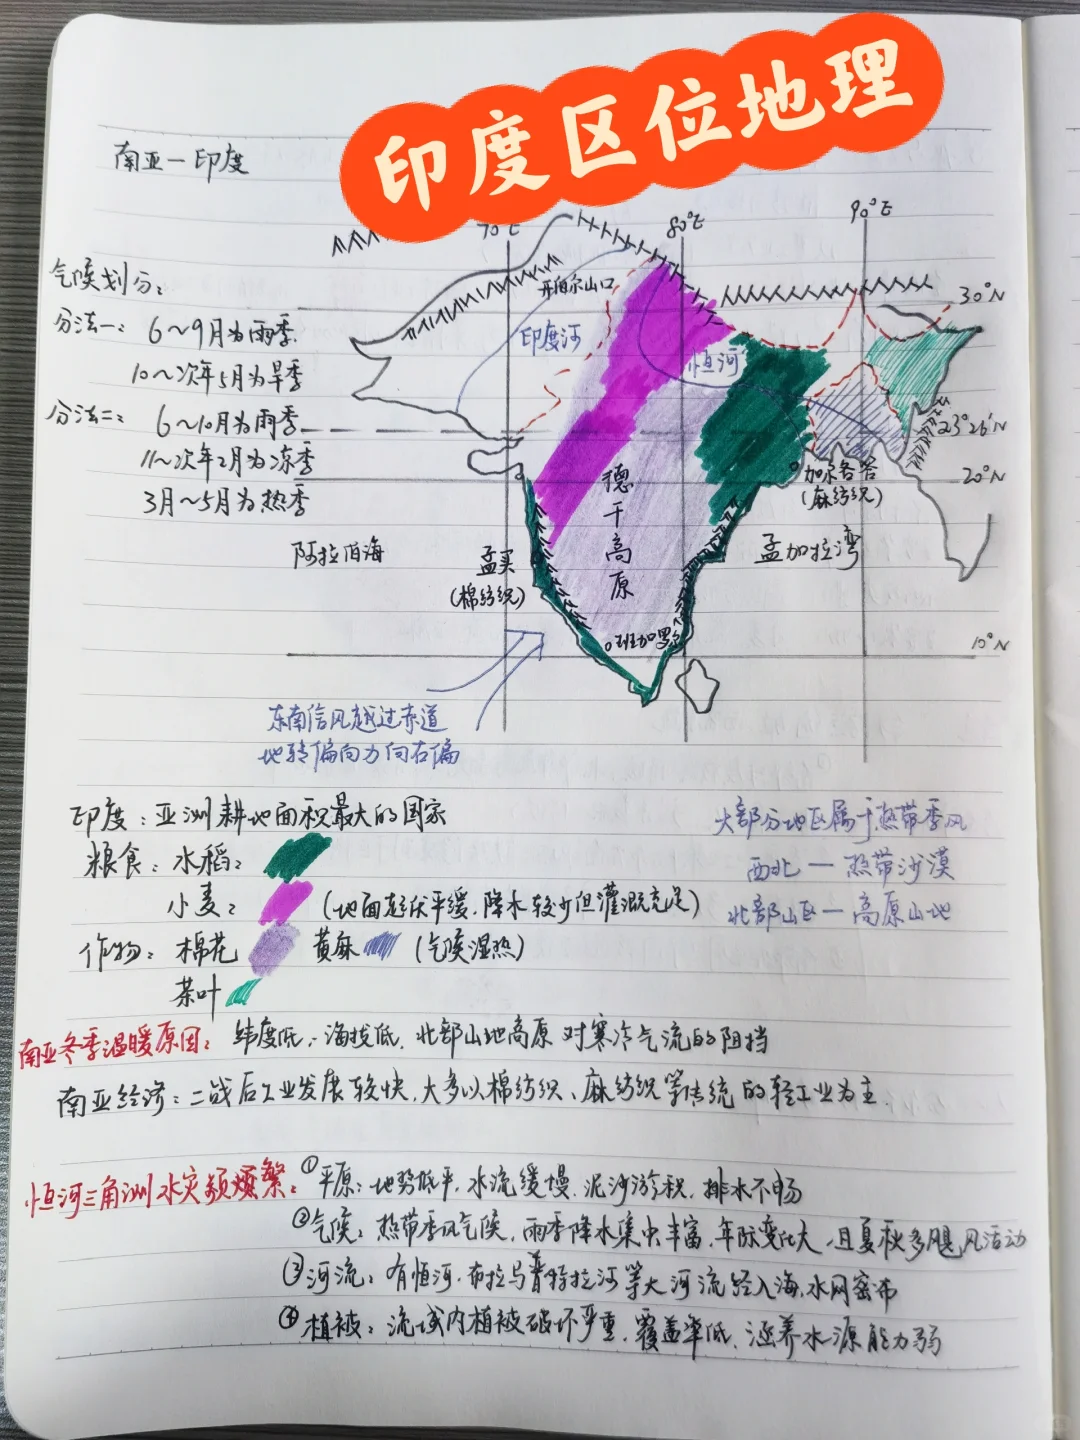 印度区位地理
南亚—印度
70°E
80°E
90°E
气候划分:
分法一: 6~9月为雨季.
10~次年5月为旱季
分法二: 6~10月为雨季
11~次年2月为凉季
3月~5月为热季
开伯尔山口
印度河
恒河
30°N
23°26′N
20°N
10°N
德干高原
加尔各答
(麻纺织)
阿拉伯海
孟买
(棉纺织)
孟加拉湾
班加罗尔
东南信风越过赤道
地转偏向力向右偏
印度:亚洲耕地面积最大的国家
粮食:水稻:
小麦: (地面起伏平缓.降水较少但灌溉充足)
作物:棉花 黄麻 (气候湿热)
茶叶
大部分地区属于热带季风
西北—热带沙漠
北部山区—高原山地
南亚冬季温暖原因: 纬度低.海拔低.北部山地高原对寒冷气流的阻挡
南亚经济:二战后工业发展较快,大多以棉纺织、麻纺织等传统的轻工业为主.
恒河三角洲水灾频繁: ①平原:地势低平,水流缓慢,泥沙淤积,排水不畅
②气候:热带季风气候,雨季降水集中丰富,年际变化大,且夏秋多飓风活动
③河流:有恒河.布拉马普特拉河等大河流经入海,水网密布
④植被:流域内植被破坏严重,覆盖率低,涵养水源能力弱